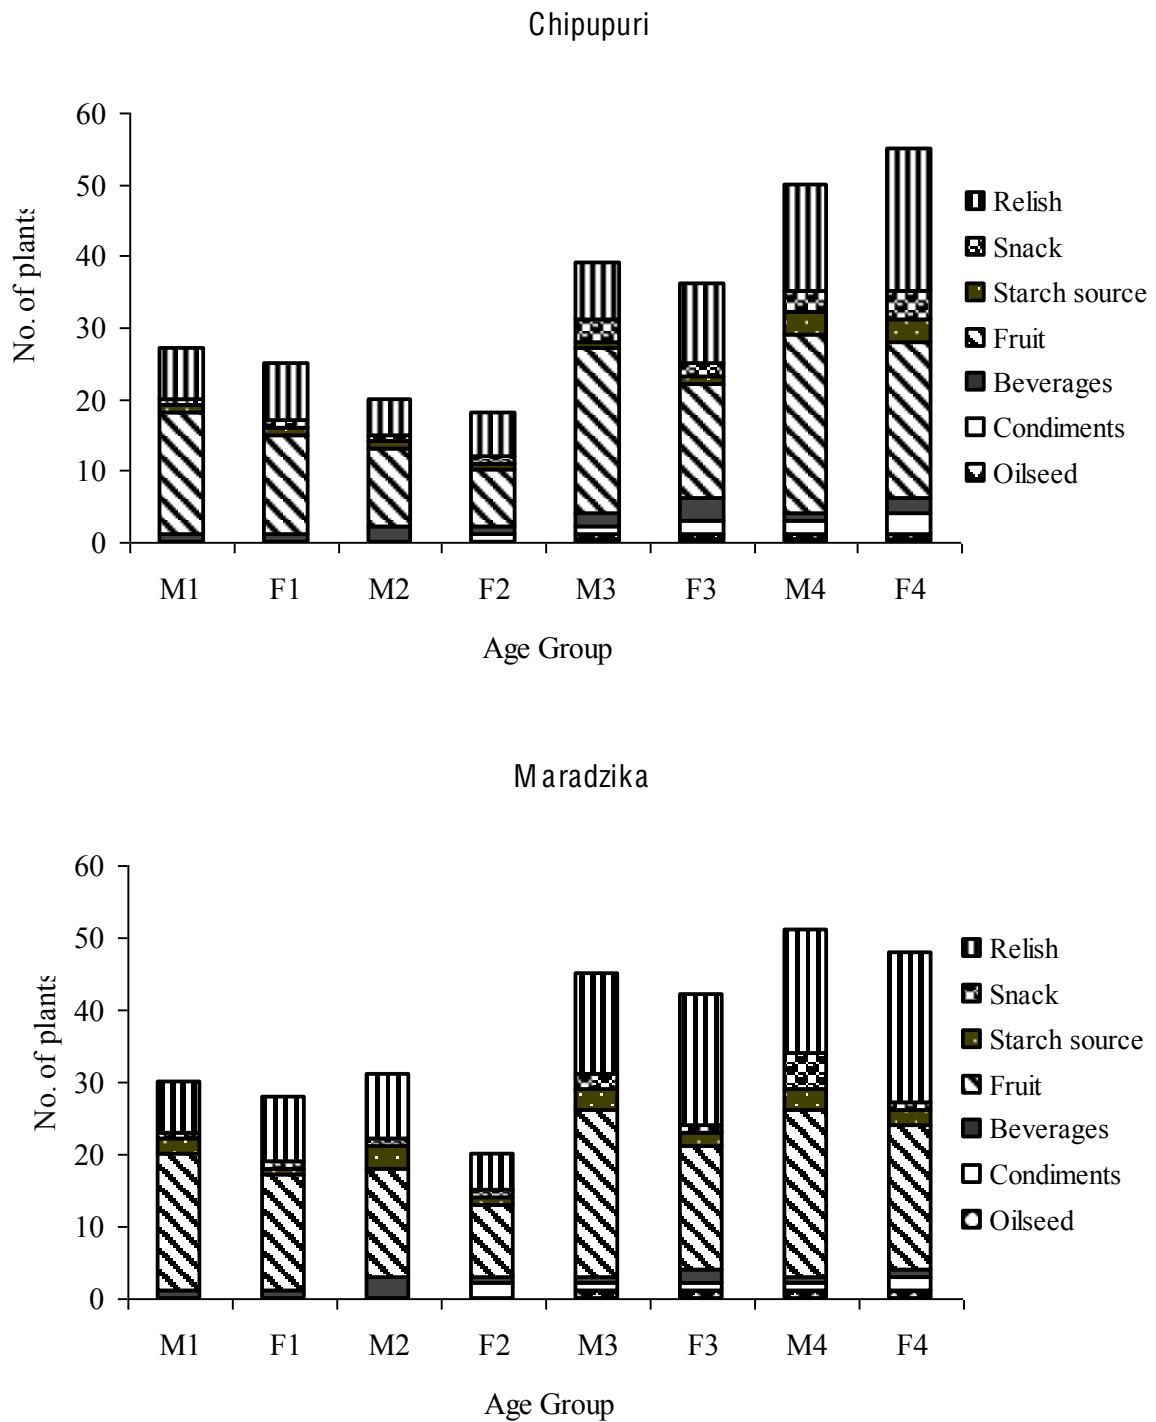 Chipupuri
60
50
40
30
20
10
0
No. of plants
M1 F1 M2 F2 M3 F3 M4 F4
Age Group
Relish
Snack
Starch source
Fruit
Beverages
Condiments
Oilseed
Maradzika
60
50
40
30
20
10
0
No. of plants
M1 F1 M2 F2 M3 F3 M4 F4
Age Group
Relish
Snack
Starch source
Fruit
Beverages
Condiments
Oilseed